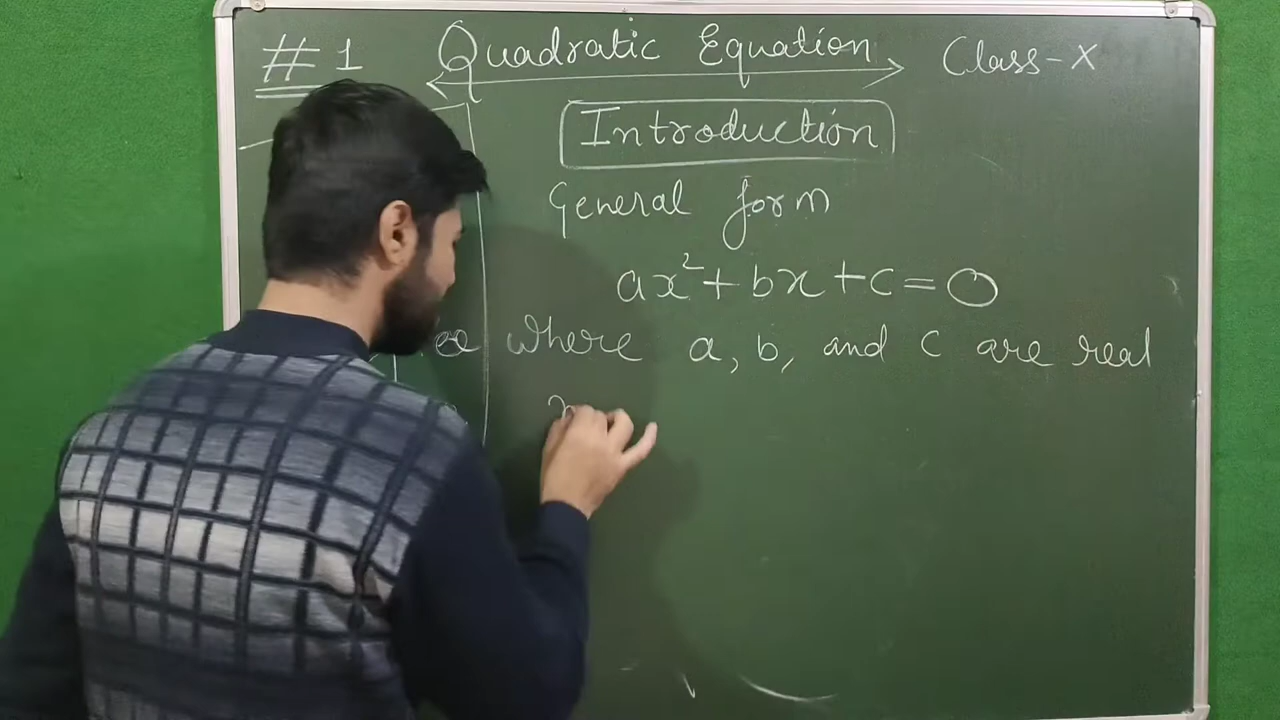 #1 Quadratic Equation Class-X
Introduction
General form
ax²+bx+c=0
where a, b, and c are real